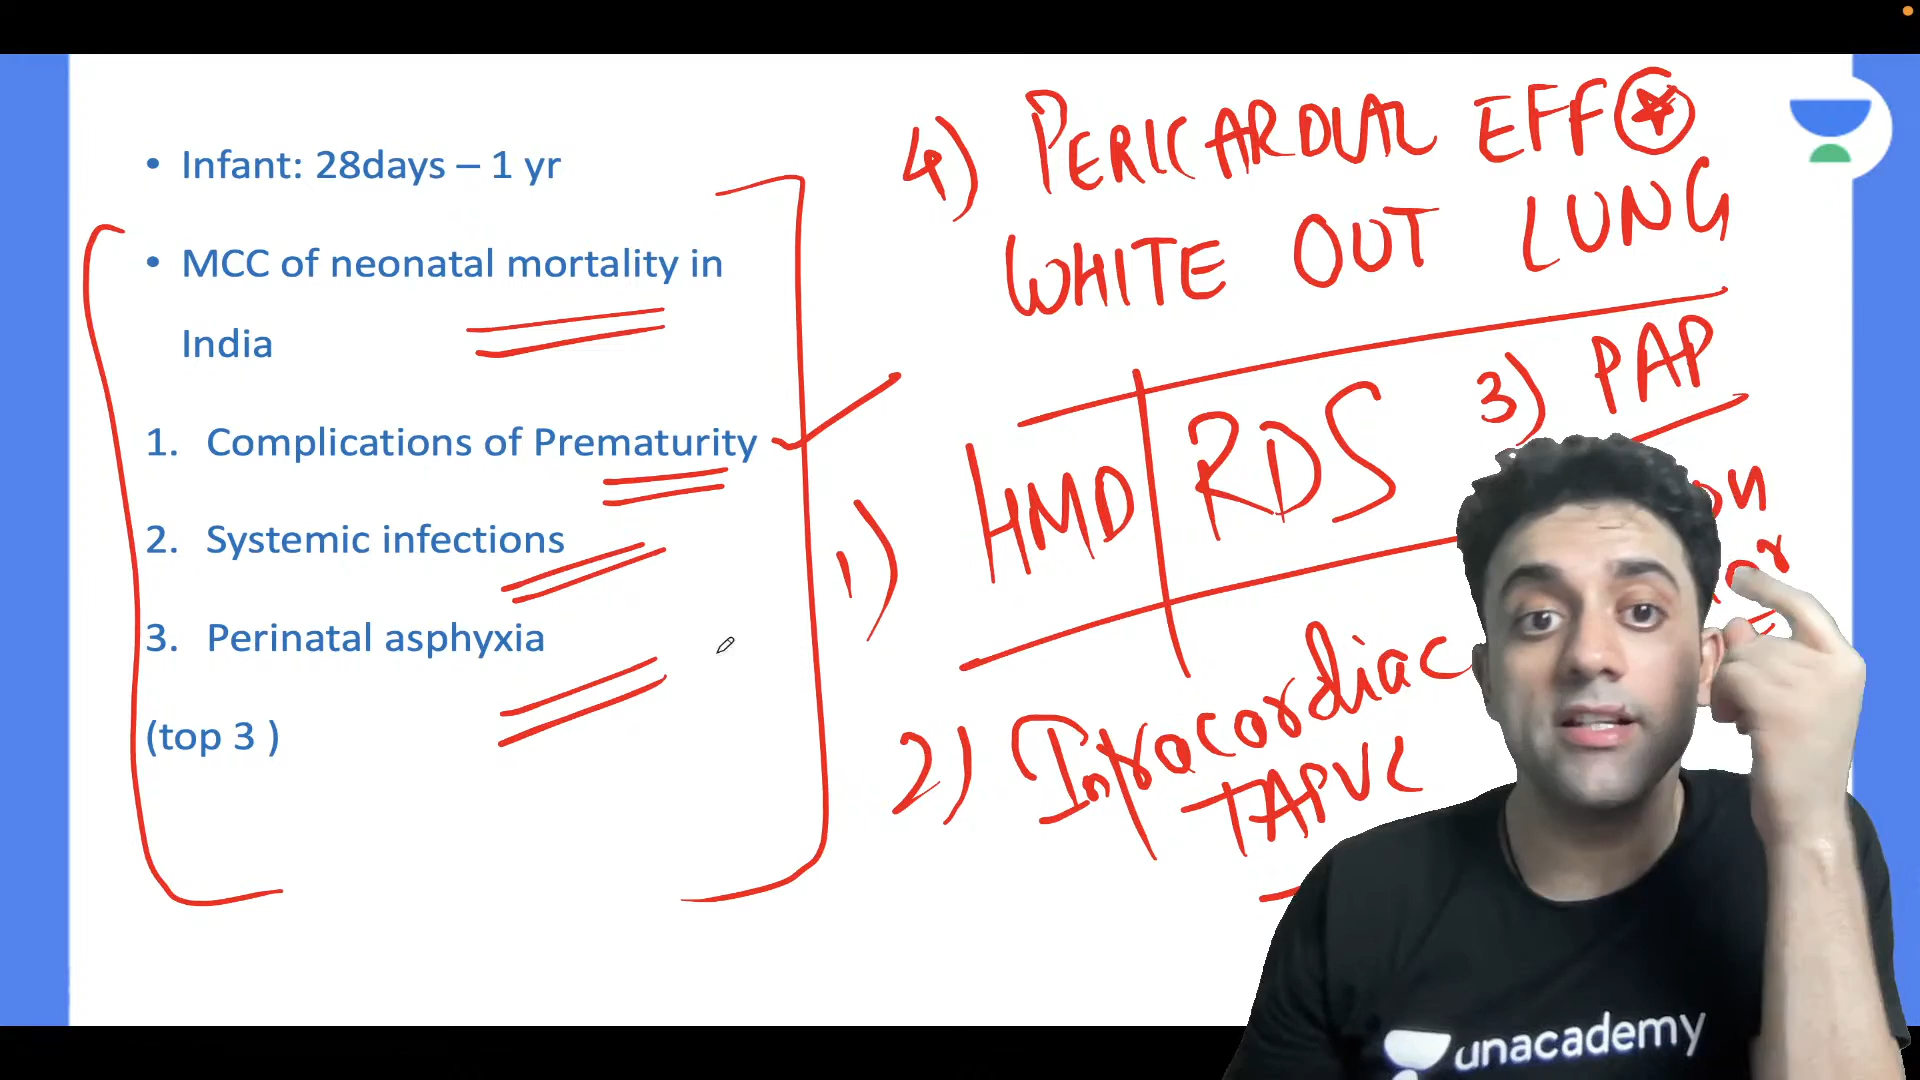 • Infant: 28days – 1 yr
• MCC of neonatal mortality in
India
1. Complications of Prematurity
2. Systemic infections
3. Perinatal asphyxia
(top 3 )
4) PERICARDIAL EFF
WHITE OUT LUNG
1) HMD RDS
3) PAP
2) Infracardiac
TAPVC
unacademy